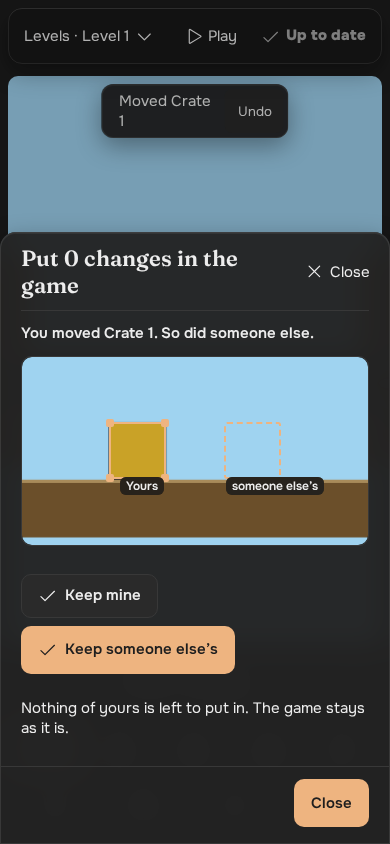 Levels · Level 1
Play
Up to date
Moved Crate
1
Undo
Put 0 changes in the
game
Close
You moved Crate 1. So did someone else.
Yours
someone else's
Keep mine
Keep someone else’s
Nothing of yours is left to put in. The game stays
as it is.
Close